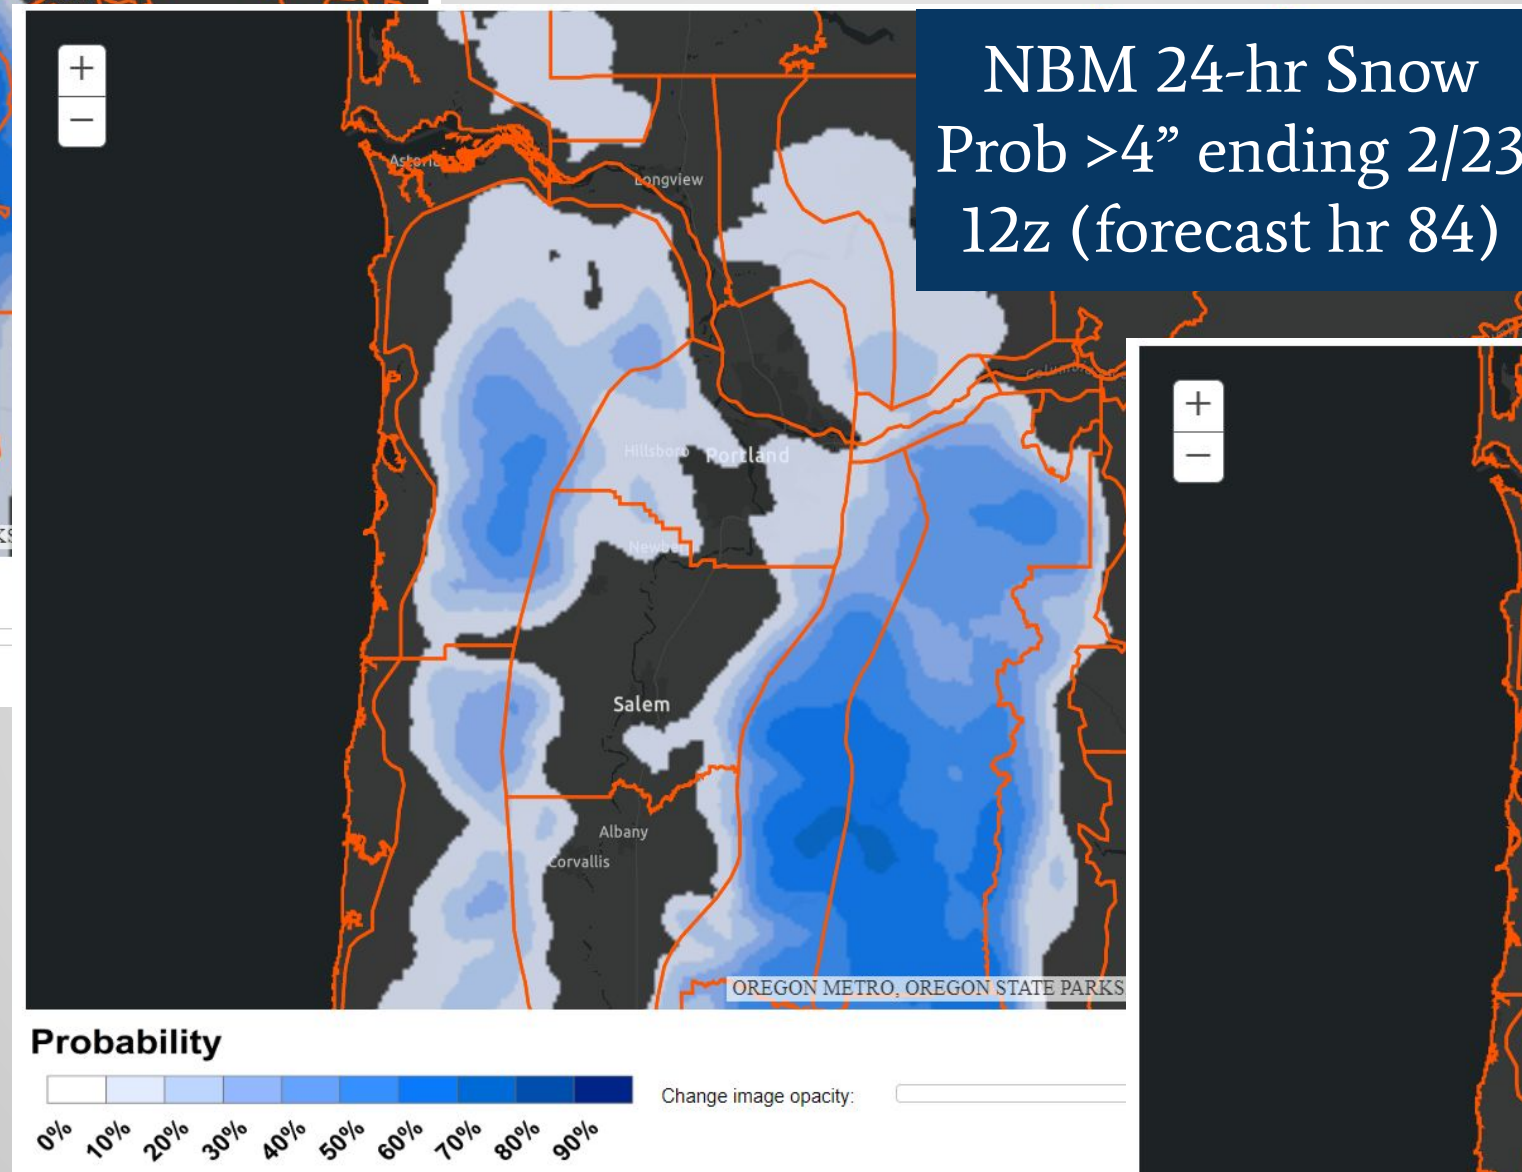 NBM 24-hr Snow
Prob >4” ending 2/23
12z (forecast hr 84)
+
−
Astoria
Longview
Hillsboro
Portland
Salem
Albany
Corvallis
OREGON METRO, OREGON STATE PARKS
+
−
Probability
0% 10% 20% 30% 40% 50% 60% 70% 80% 90%
Change image opacity: